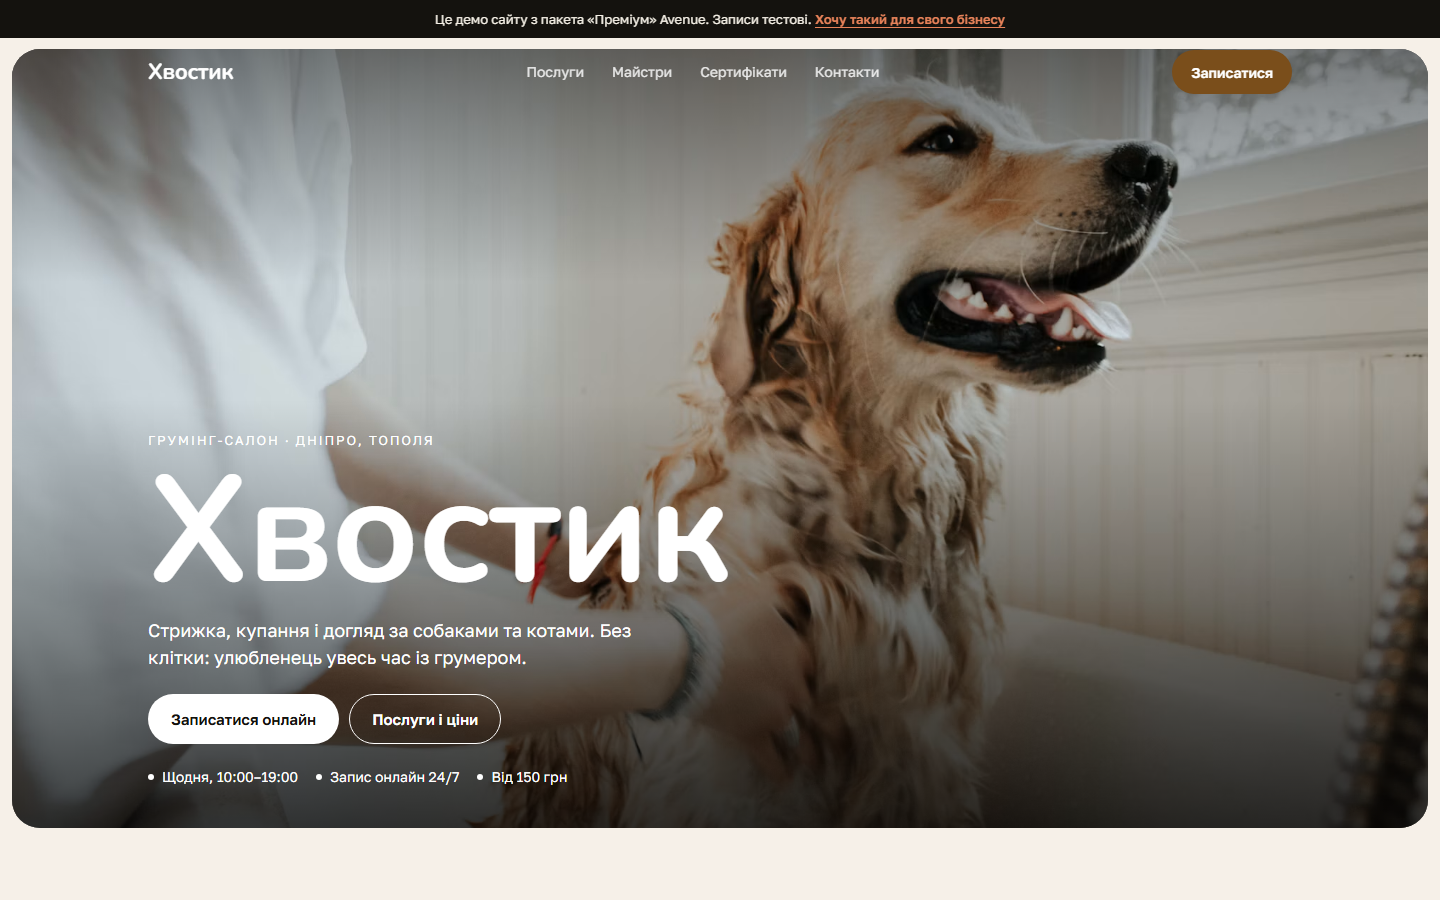 Це демо сайту з пакета «Преміум» Avenue. Записи тестові. Хочу такий для свого бізнесу
Хвостик
Послуги
Майстри
Сертифікати
Контакти
Записатися
ГРУМІНГ-САЛОН · ДНІПРО, ТОПОЛЯ
Хвостик
Стрижка, купання і догляд за собаками та котами. Без
клітки: улюбленець увесь час із грумером.
Записатися онлайн
Послуги і ціни
Щодня, 10:00–19:00
Запис онлайн 24/7
Від 150 грн